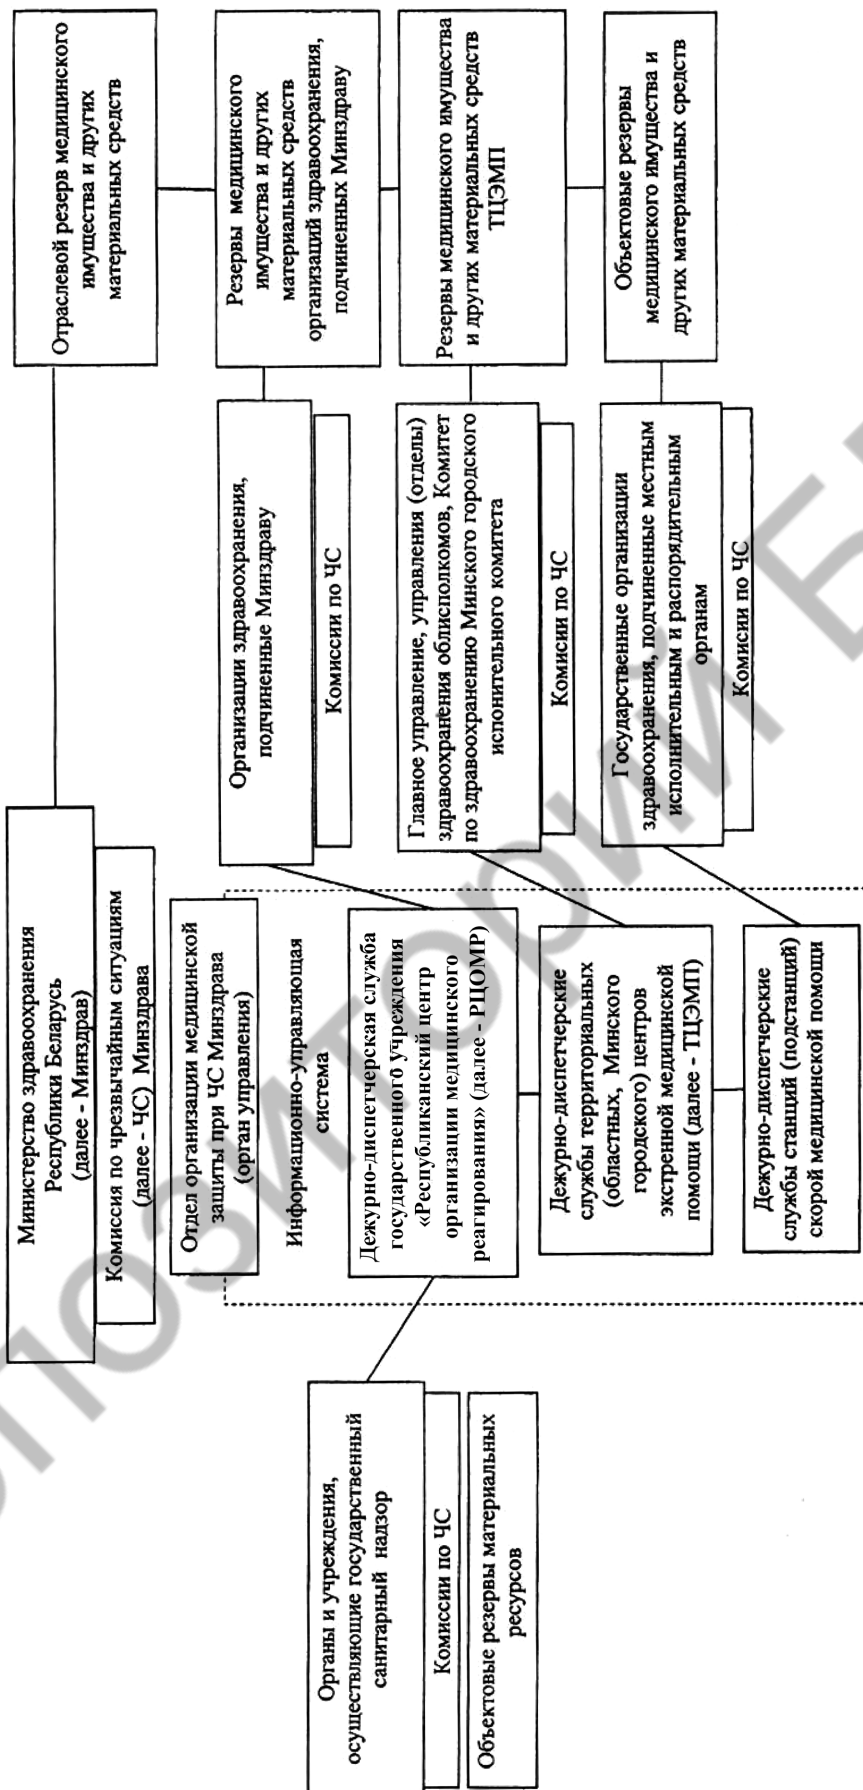 Министерство здравоохранения
Республики Беларусь
(далее - Минздрав)
Комиссия по чрезвычайным ситуациям
(далее - ЧС) Минздрава
Отдел организации медицинской
защиты при ЧС Минздрава
(орган управления)
Информационно-управляющая
система
Дежурно-диспетчерская служба
государственного учреждения
«Республиканский центр
организации медицинского
реагирования» (далее - РЦОМР)
Дежурно-диспетчерские
службы территориальных
(областных, Минского
городского) центров
экстренной медицинской
помощи (далее - ТЦЭМП)
Дежурно-диспетчерские
службы станций (подстанций)
скорой медицинской помощи
Органы и учреждения,
осуществляющие государственный
санитарный надзор
Комиссии по ЧС
Объектовые резервы материальных
ресурсов
Организации здравоохранения,
подчиненные Минздраву
Комиссии по ЧС
Главное управление, управления (отделы)
здравоохранения облисполкомов, Комитет
по здравоохранению Минского городского
испонительного комитета
Комисии по ЧС
Государственные организации
здравоохранения, подчиненные местным
исполнительным и распорядительным
органам
Комисии по ЧС
Отраслевой резерв медицинского
имущества и других
материальных средств
Резервы медицинского
имущества и других
материальных средств
организаций здравоохранения,
подчиненных Минздраву
Резервы медицинского имущества
и других материальных средств
ТЦЭМП
Объектовые резервы
медицинского имущества и
других материальных средств